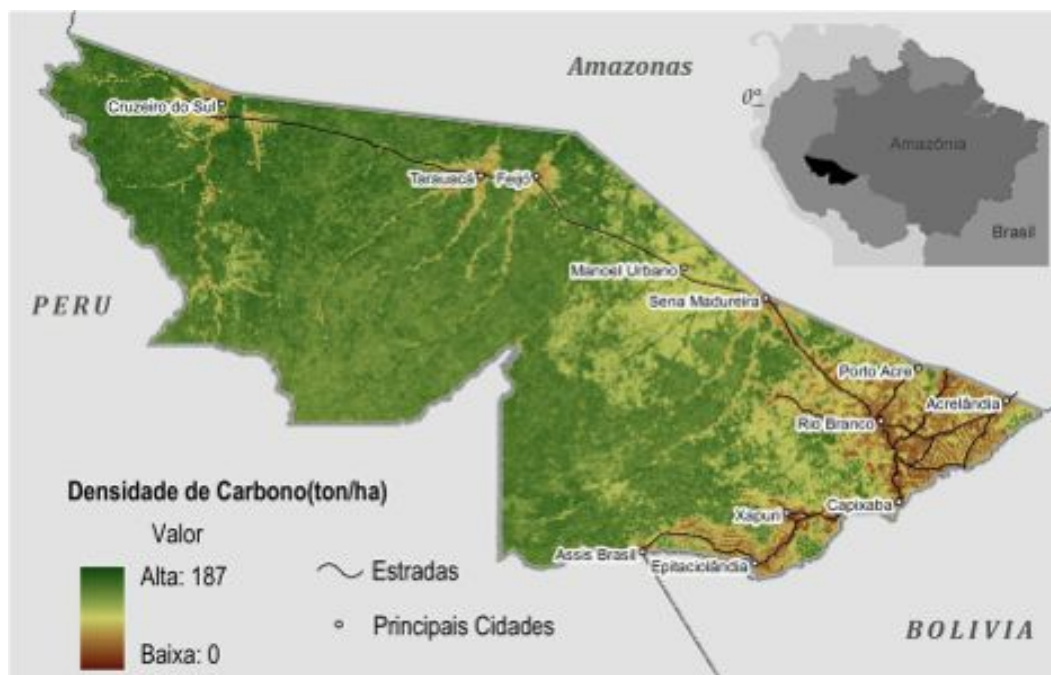 Amazonas
0º
Amazônia
Brasil
Cruzeiro do Sul
Tarauacá
Feijó
Manoel Urbano
PERU
Sena Madureira
Porto Acre
Acrelândia
Rio Branco
Densidade de Carbono(ton/ha)
Capixaba
Xapuri
Valor
Assis Brasil
Epitaciolândia
Alta: 187
Estradas
Principais Cidades
BOLIVIA
Baixa: 0